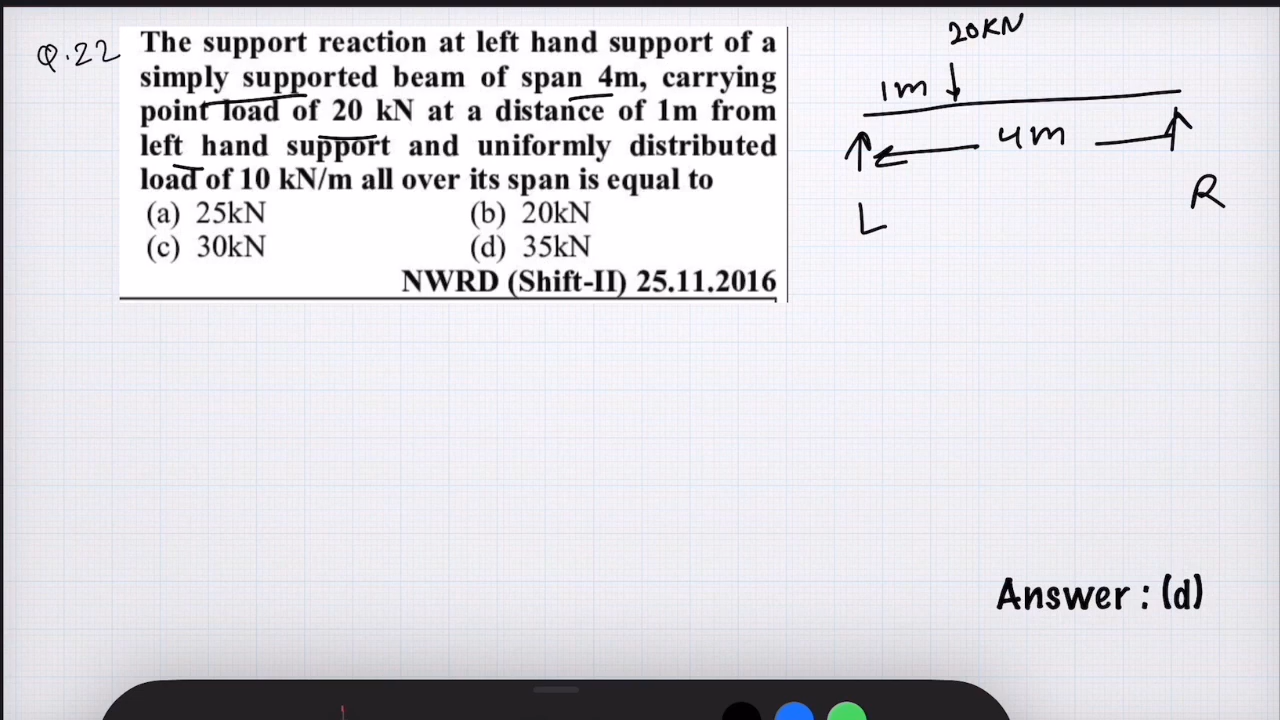 Q.22
The support reaction at left hand support of a
simply supported beam of span 4m, carrying
point load of 20 kN at a distance of 1m from
left hand support and uniformly distributed
load of 10 kN/m all over its span is equal to
(a) 25kN (b) 20kN
(c) 30kN (d) 35kN
NWRD (Shift-II) 25.11.2016
20KN
1m
4m
L
R
Answer : (d)